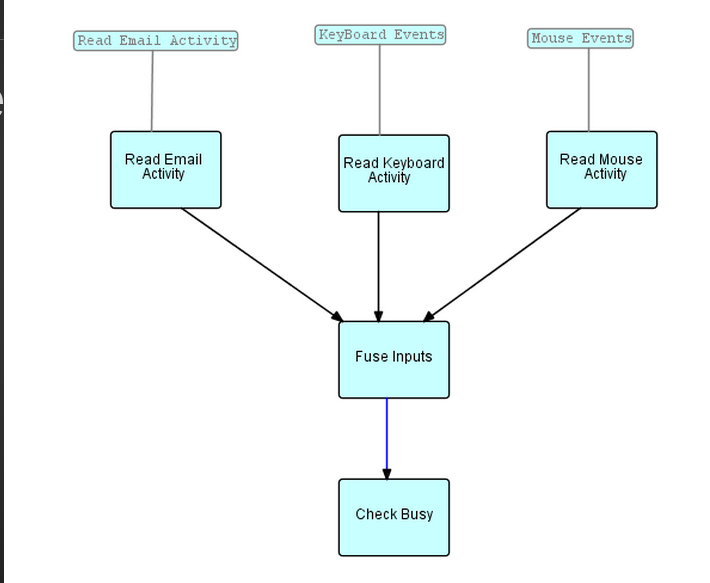 Read Email Activity
KeyBoard Events
Mouse Events
Read Email
Activity
Read Keyboard
Activity
Read Mouse
Activity
Fuse Inputs
Check Busy